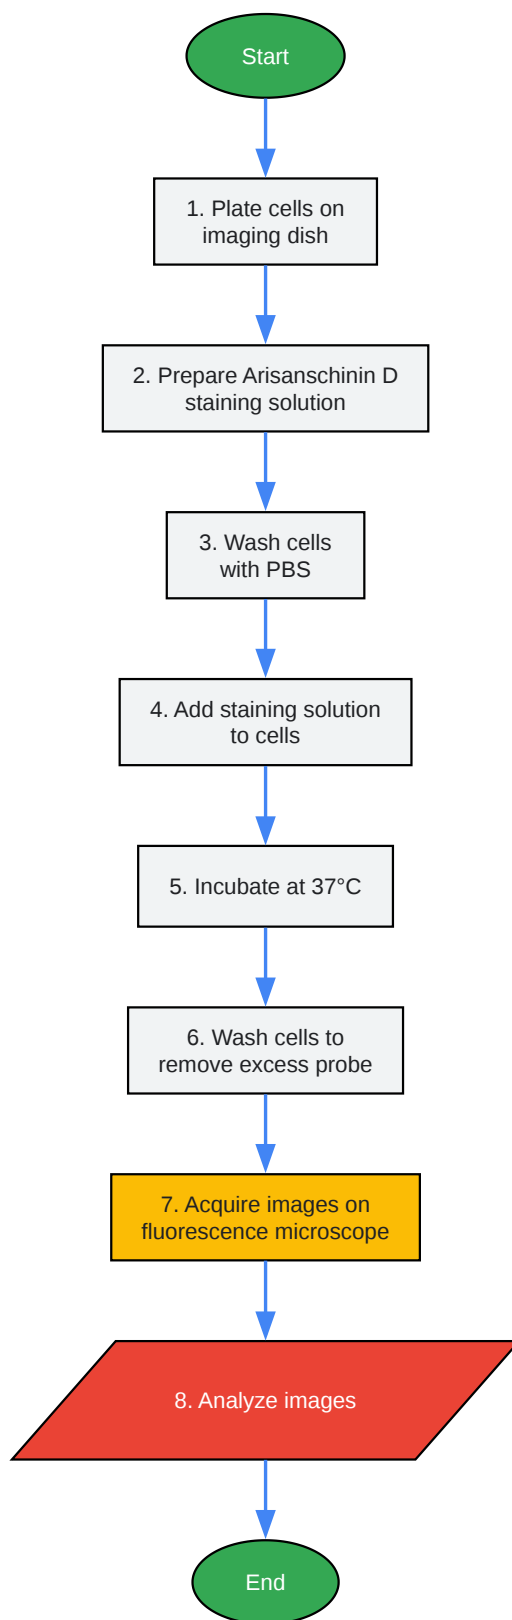 Start
1. Plate cells on
imaging dish
2. Prepare Arisanschinin D
staining solution
3. Wash cells
with PBS
4. Add staining solution
to cells
5. Incubate at 37°C
6. Wash cells to
remove excess probe
7. Acquire images on
fluorescence microscope
8. Analyze images
End